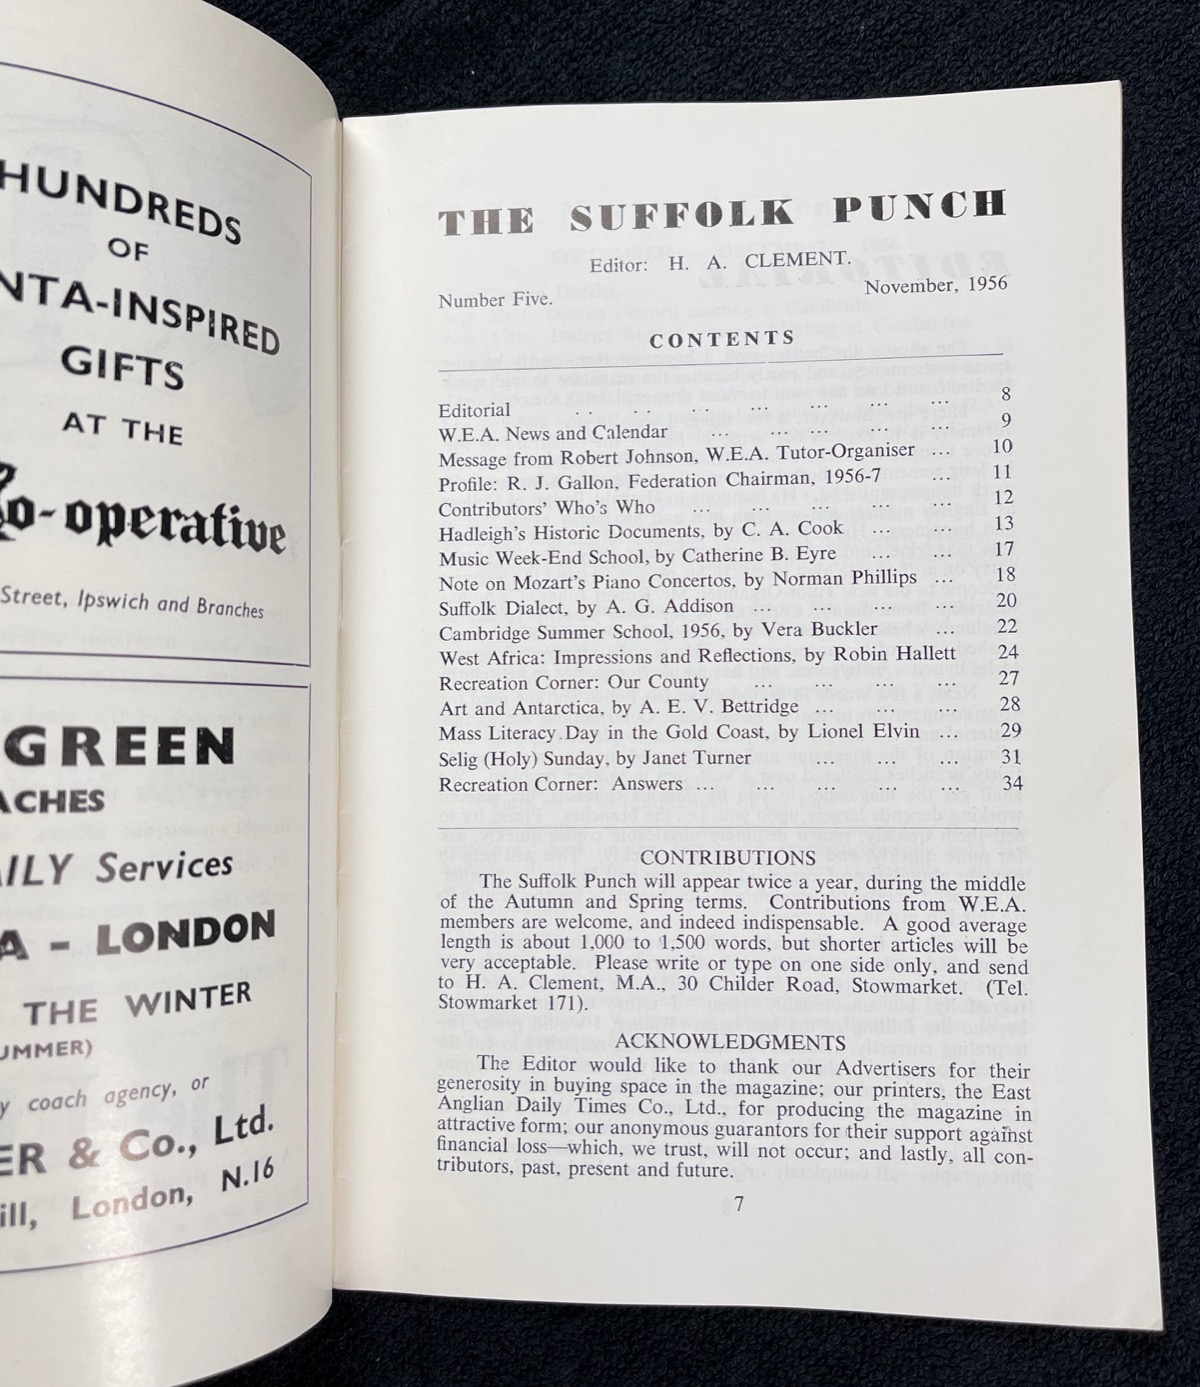 HUNDREDS
OF
GIFTS
AT THE
Co-operative
Street, Ipswich and Branches
GREEN
Services
– LONDON
THE WINTER
coach agency, or
& Co., Ltd.
London, N.16
THE SUFFOLK PUNCH
Editor: H. A. CLEMENT.
Number Five. November, 1956
CONTENTS
Editorial .. .. .. ... ... ... ... 8
W.E.A. News and Calendar ... ... ... ... ... 9
Message from Robert Johnson, W.E.A. Tutor-Organiser ... 10
Profile: R. J. Gallon, Federation Chairman, 1956-7 ... 11
Contributors' Who's Who ... ... ... ... ... 12
Hadleigh's Historic Documents, by C. A. Cook ... ... 13
Music Week-End School, by Catherine B. Eyre ... ... 17
Note on Mozart's Piano Concertos, by Norman Phillips ... 18
Suffolk Dialect, by A. G. Addison ... ... ... ... 20
Cambridge Summer School, 1956, by Vera Buckler ... 22
West Africa: Impressions and Reflections, by Robin Hallett 24
Recreation Corner: Our County ... ... ... ... 27
Art and Antarctica, by A. E. V. Bettridge ... ... ... 28
Mass Literacy Day in the Gold Coast, by Lionel Elvin ... 29
Selig (Holy) Sunday, by Janet Turner ... ... ... 31
Recreation Corner: Answers ... ... ... ... ... 34
CONTRIBUTIONS
The Suffolk Punch will appear twice a year, during the middle
of the Autumn and Spring terms. Contributions from W.E.A.
members are welcome, and indeed indispensable. A good average
length is about 1,000 to 1,500 words, but shorter articles will be
very acceptable. Please write or type on one side only, and send
to H. A. Clement, M.A., 30 Childer Road, Stowmarket. (Tel.
Stowmarket 171).
ACKNOWLEDGMENTS
The Editor would like to thank our Advertisers for their
generosity in buying space in the magazine; our printers, the East
Anglian Daily Times Co., Ltd., for producing the magazine in
attractive form; our anonymous guarantors for their support against
financial loss—which, we trust, will not occur; and lastly, all con-
tributors, past, present and future.
7